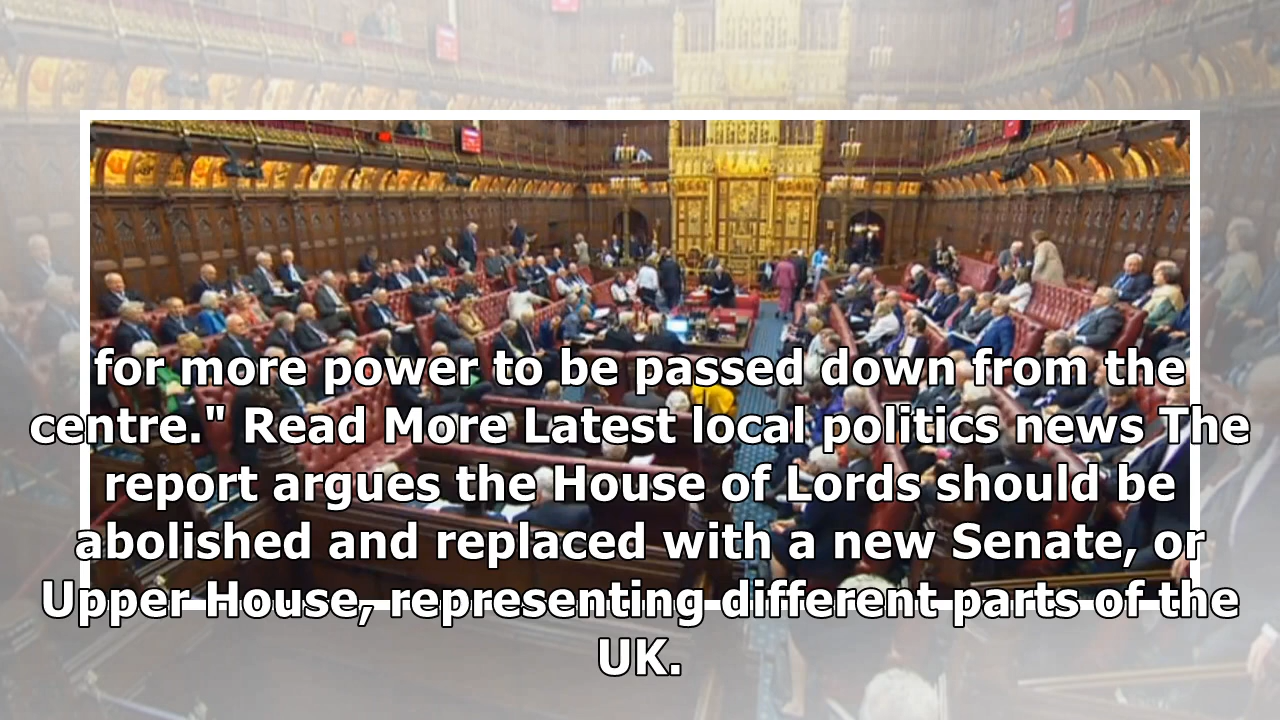 for more power to be passed down from the
centre." Read More Latest local politics news The
report argues the House of Lords should be
abolished and replaced with a new Senate, or
Upper House, representing different parts of the
UK.